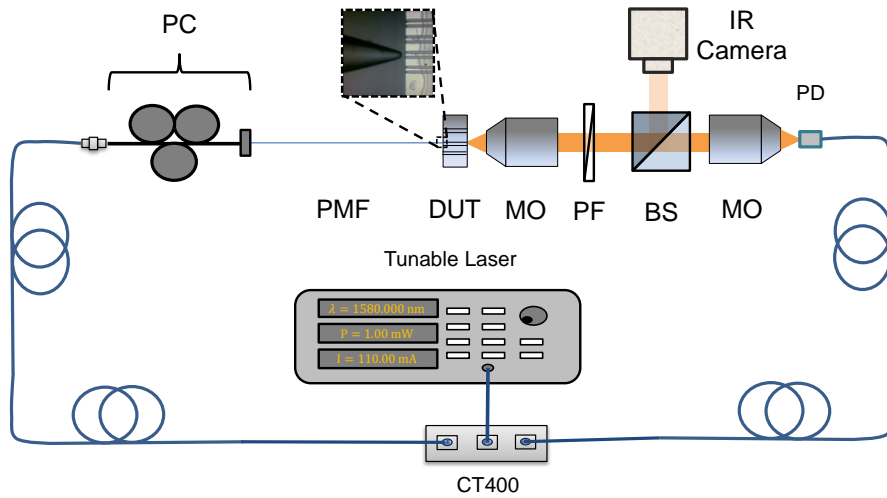 PC
IR
Camera
PD
PMF
DUT
MO
PF
BS
MO
Tunable Laser
λ = 1580.000 nm
P = 1.00 mW
I = 110.00 mA
CT400